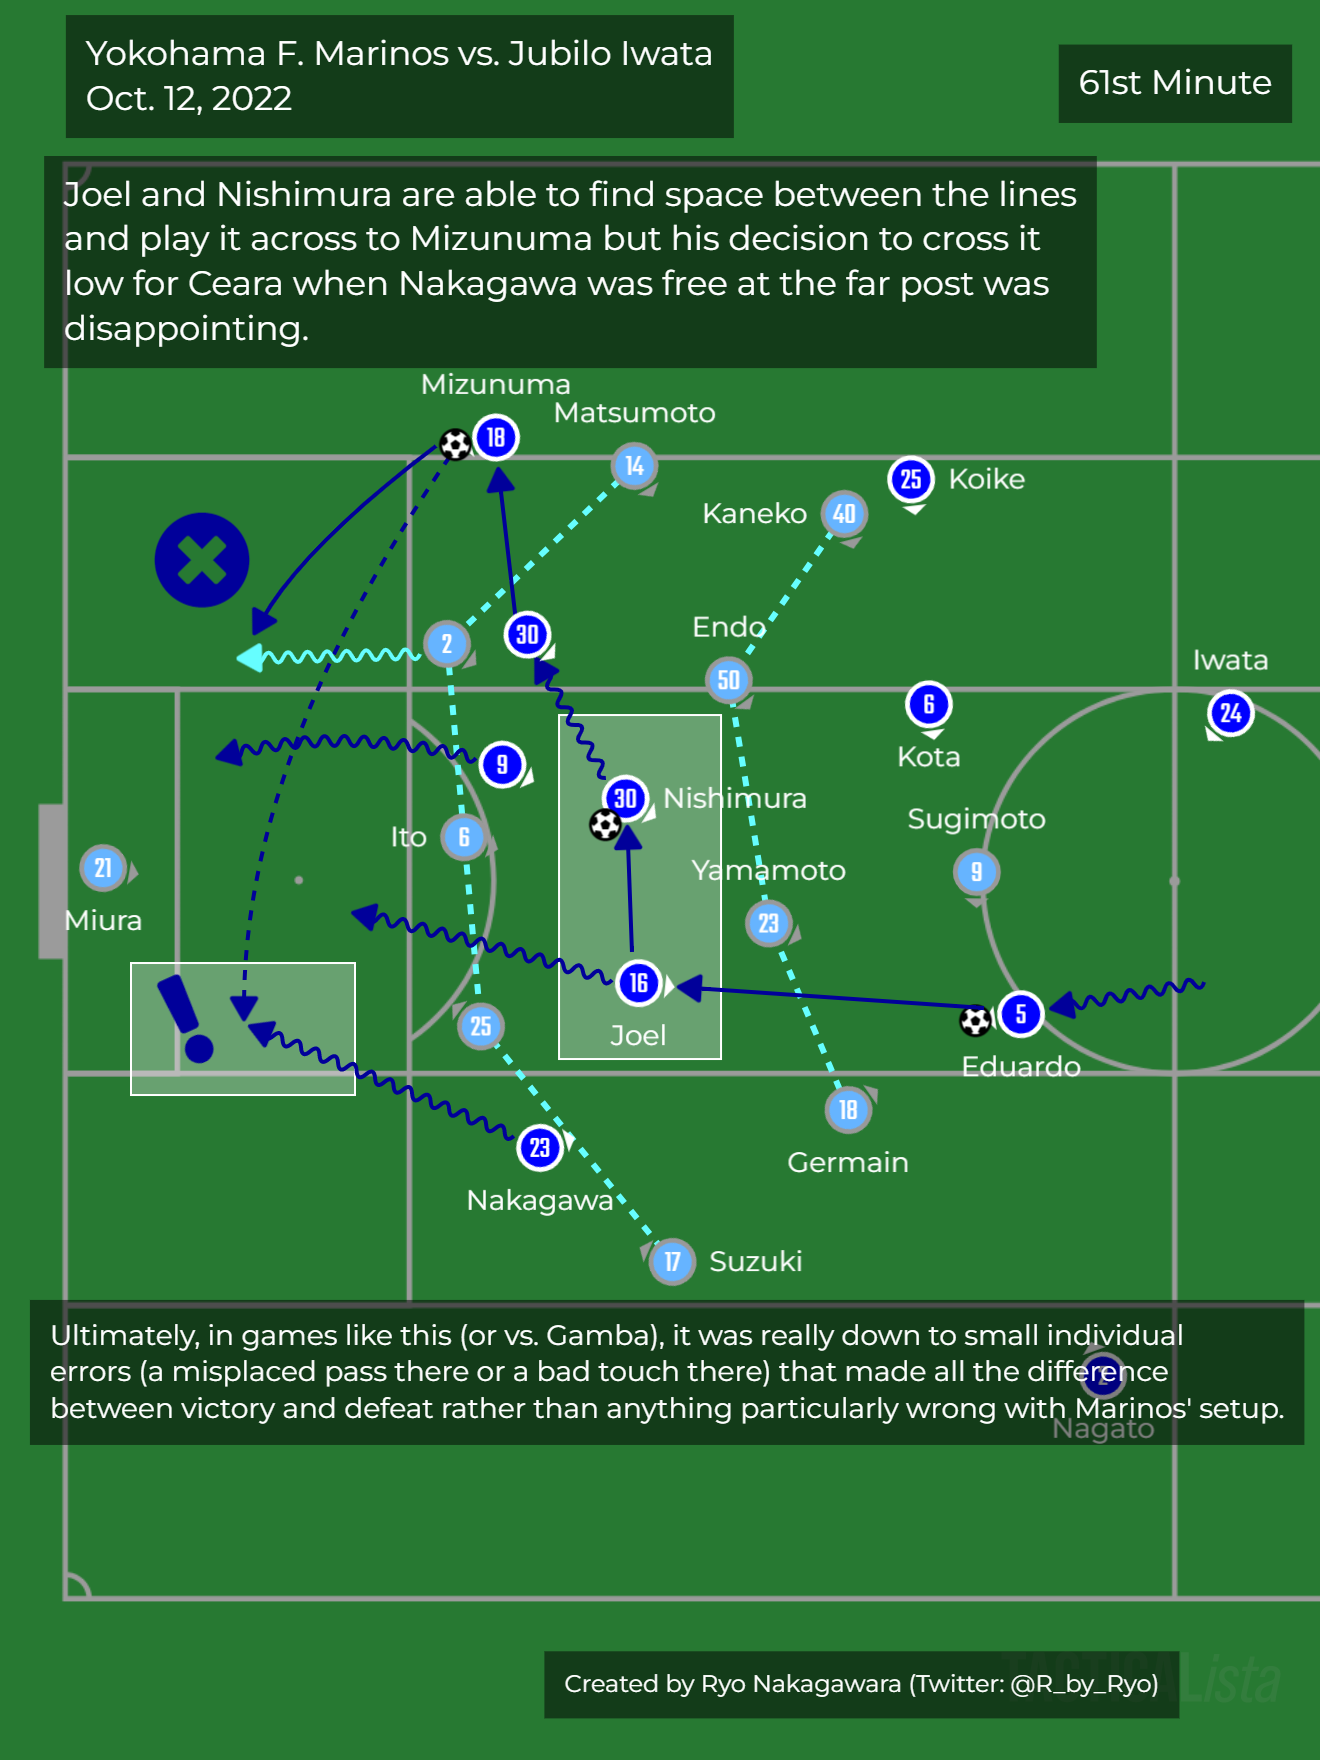 Yokohama F. Marinos vs. Jubilo Iwata
Oct. 12, 2022
61st Minute
Joel and Nishimura are able to find space between the lines
and play it across to Mizunuma but his decision to cross it
low for Ceara when Nakagawa was free at the far post was
disappointing.
Mizunuma
18
Matsumoto
14
25
Koike
Kaneko
40
2
30
Endo
50
Iwata
24
6
Kota
9
30
Nishimura
Sugimoto
9
Ito
6
21
Miura
Yamamoto
23
16
Joel
5
Eduardo
25
18
Germain
23
Nakagawa
17
Suzuki
Ultimately, in games like this (or vs. Gamba), it was really down to small individual
errors (a misplaced pass there or a bad touch there) that made all the difference
between victory and defeat rather than anything particularly wrong with Marinos' setup.
2
Nagato
Created by Ryo Nakagawara (Twitter: @R_by_Ryo)
Lista